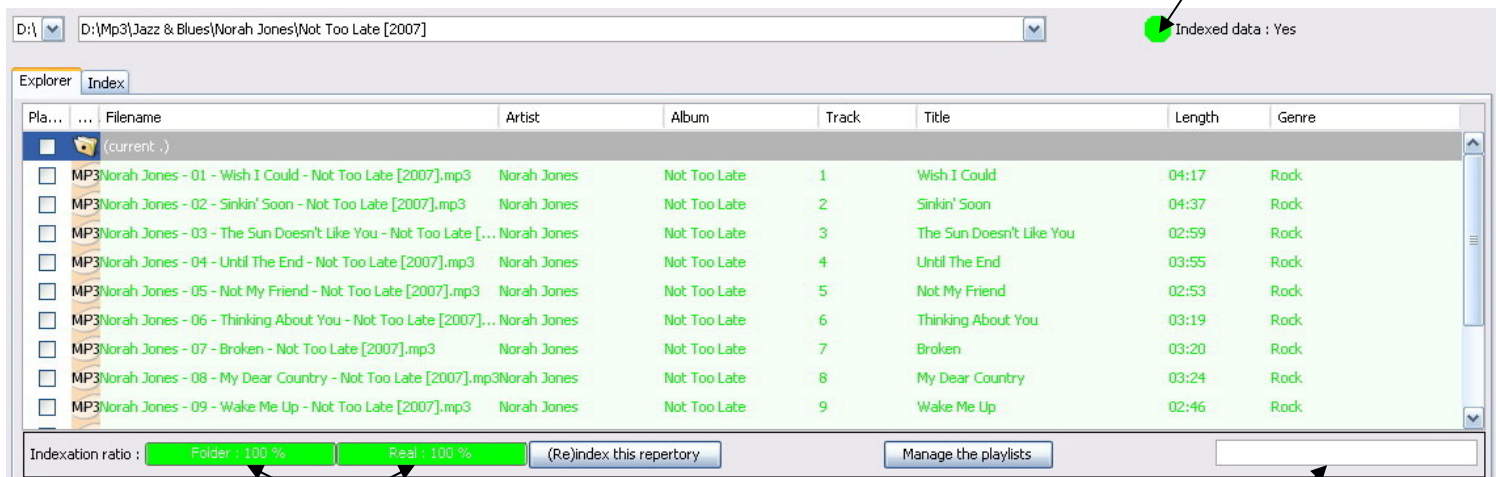 D:\ D:\Mp3\Jazz & Blues\Norah Jones\Not Too Late [2007] Indexed data : Yes
Explorer Index
Pla... ... Filename Artist Album Track Title Length Genre
(current .)
MP3 Norah Jones - 01 - Wish I Could - Not Too Late [2007].mp3 Norah Jones Not Too Late 1 Wish I Could 04:17 Rock
MP3 Norah Jones - 02 - Sinkin' Soon - Not Too Late [2007].mp3 Norah Jones Not Too Late 2 Sinkin' Soon 04:37 Rock
MP3 Norah Jones - 03 - The Sun Doesn't Like You - Not Too Late [... Norah Jones Not Too Late 3 The Sun Doesn't Like You 02:59 Rock
MP3 Norah Jones - 04 - Until The End - Not Too Late [2007].mp3 Norah Jones Not Too Late 4 Until The End 03:55 Rock
MP3 Norah Jones - 05 - Not My Friend - Not Too Late [2007].mp3 Norah Jones Not Too Late 5 Not My Friend 02:53 Rock
MP3 Norah Jones - 06 - Thinking About You - Not Too Late [2007]... Norah Jones Not Too Late 6 Thinking About You 03:19 Rock
MP3 Norah Jones - 07 - Broken - Not Too Late [2007].mp3 Norah Jones Not Too Late 7 Broken 03:20 Rock
MP3 Norah Jones - 08 - My Dear Country - Not Too Late [2007].mp3 Norah Jones Not Too Late 8 My Dear Country 03:24 Rock
MP3 Norah Jones - 09 - Wake Me Up - Not Too Late [2007].mp3 Norah Jones Not Too Late 9 Wake Me Up 02:46 Rock
Indexation ratio : Folder : 100 % Real : 100 % (Re)index this repertory Manage the playlists